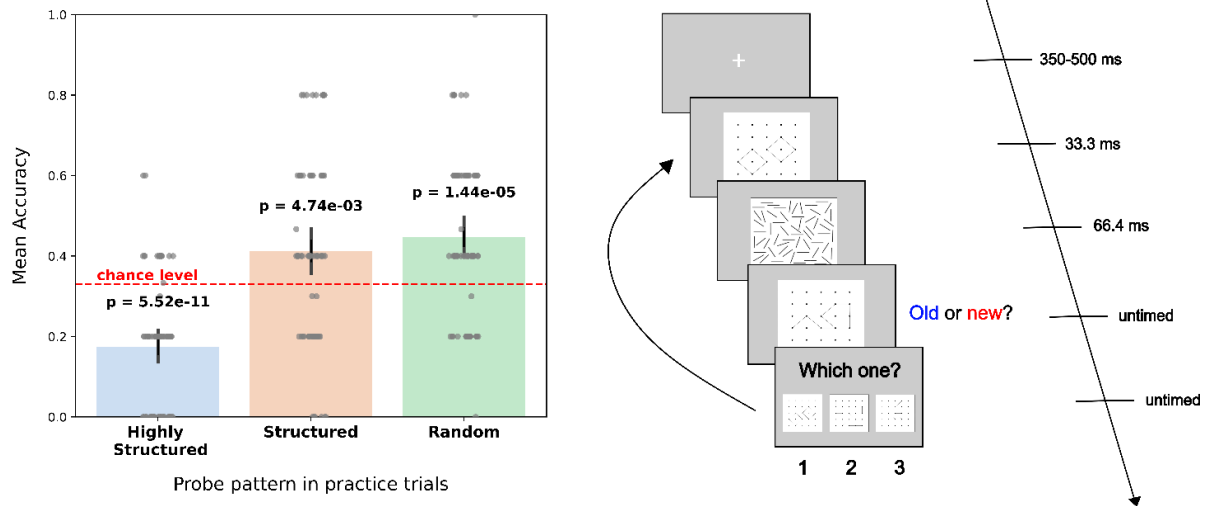 1.0
0.8
0.6
0.4
0.2
0.0
Mean Accuracy
p = 5.52e-11
p = 4.74e-03
p = 1.44e-05
chance level
Highly
Structured
Structured
Random
Probe pattern in practice trials
Old or new?
Which one?
1 2 3
350-500 ms
33.3 ms
66.4 ms
untimed
untimed